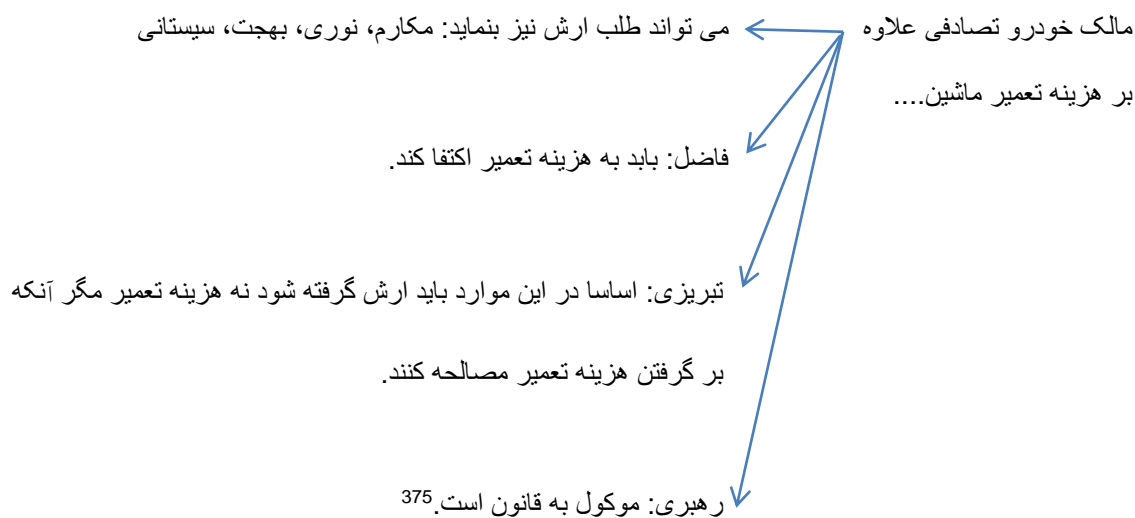 مالک خودرو تصادفی علاوه
بر هزینه تعمیر ماشین....
می تواند طلب ارش نیز بنماید: مکارم، نوری، بهجت، سیستانی
فاضل: بابد به هزینه تعمیر اکتفا کند.
تبریزی: اساسا در این موارد باید ارش گرفته شود نه هزینه تعمیر مگر آنکه
بر گرفتن هزینه تعمیر مصالحه کنند.
رهبری: موکول به قانون است.375